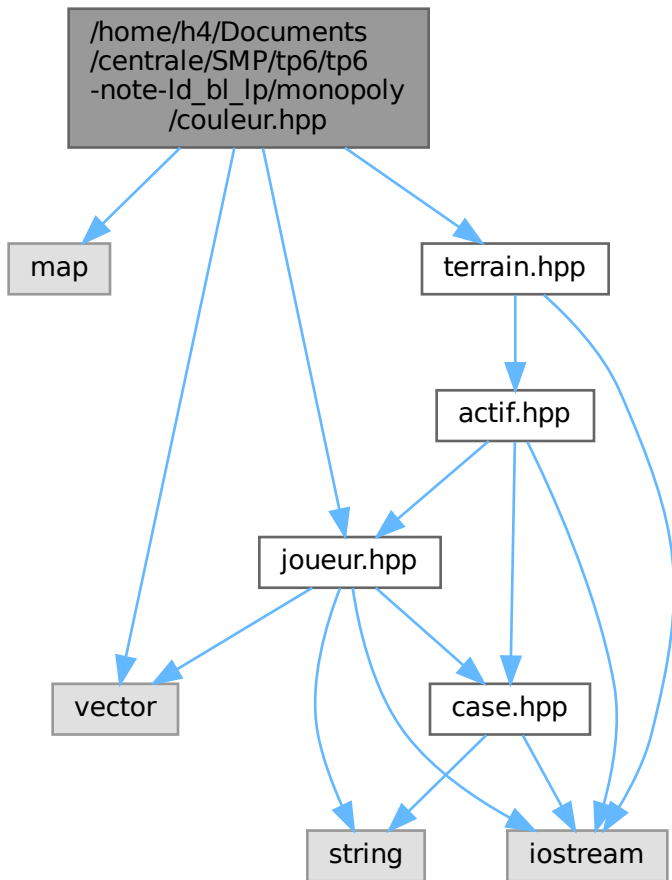 /home/h4/Documents
/centrale/SMP/tp6/tp6
-note-ld_bl_lp/monopoly
/couleur.hpp
map
terrain.hpp
actif.hpp
joueur.hpp
vector
case.hpp
string
iostream